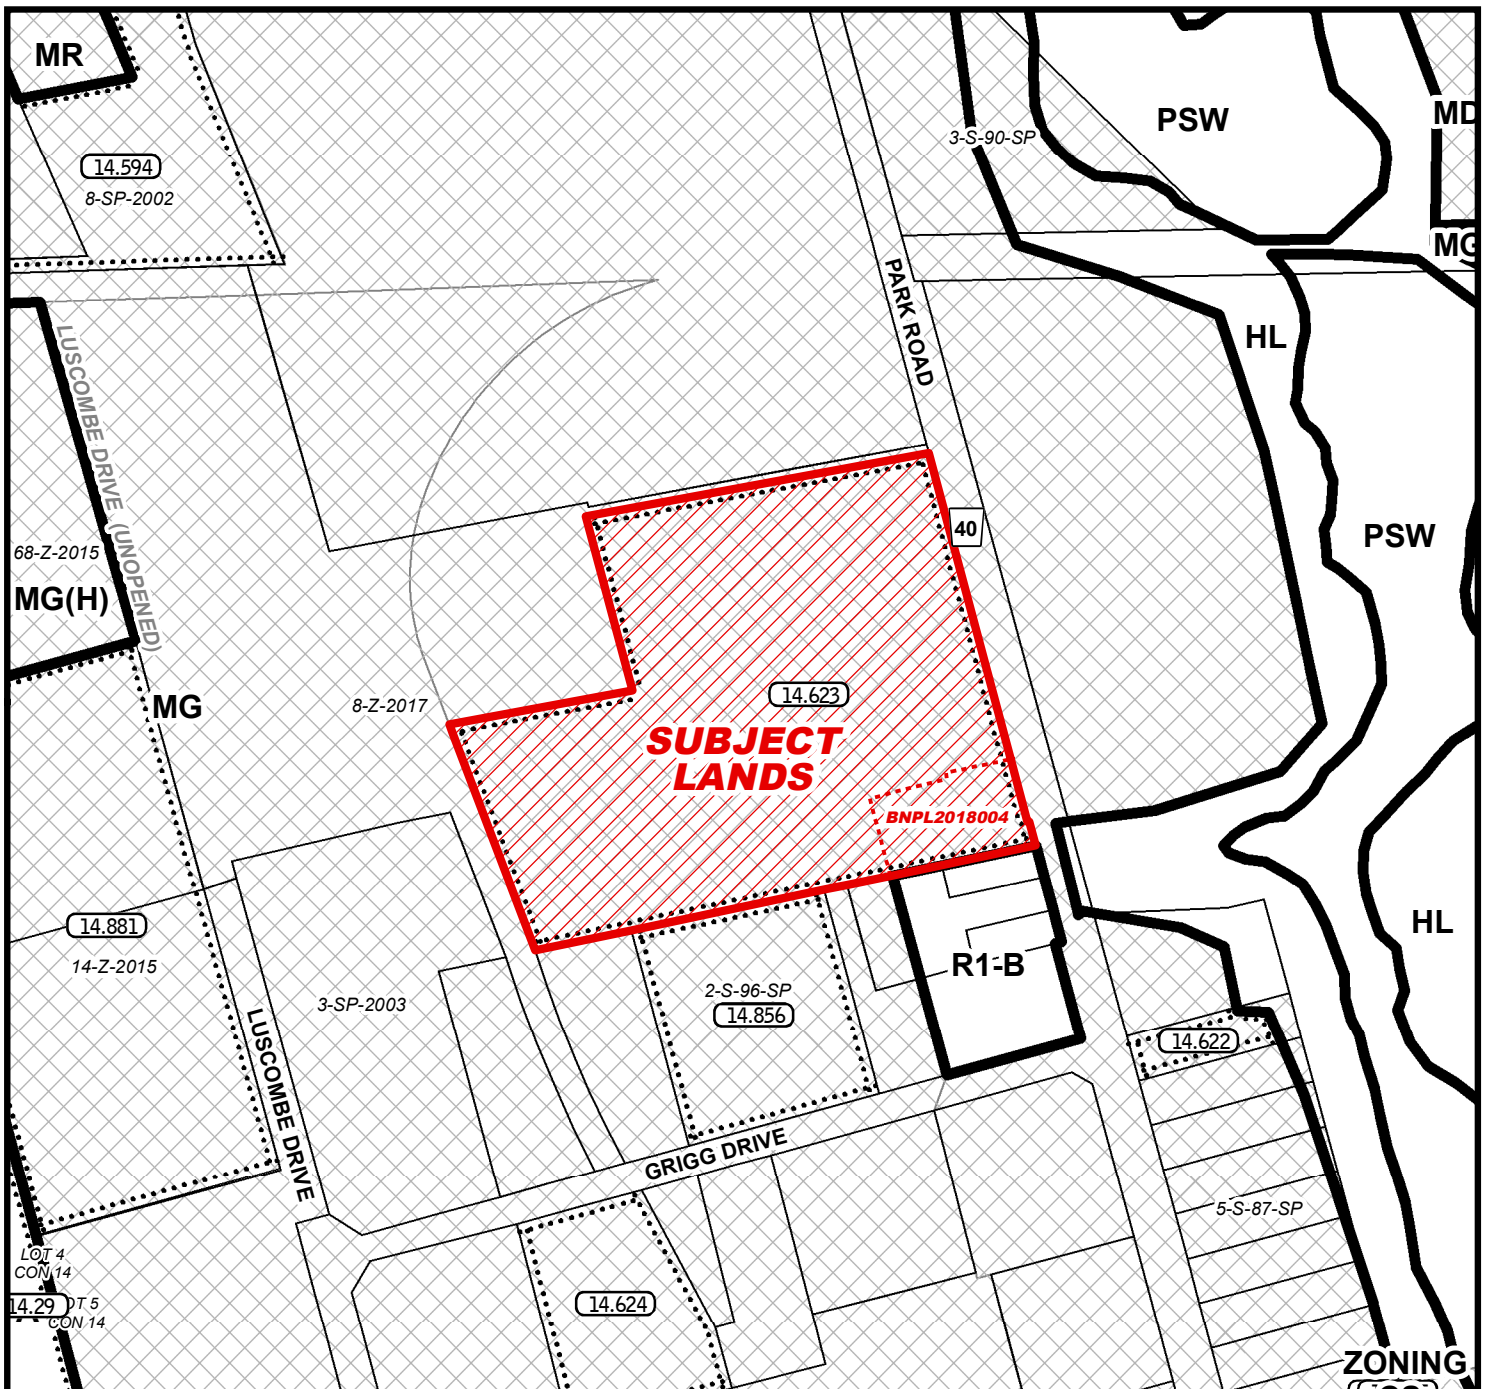 MR
PSW
MD
3-S-90-SP
14.594
8-SP-2002
MG
PARK ROAD
HL
LUSCOMBE DRIVE (UNOPENED)
40
PSW
68-Z-2015
MG(H)
14.623
8-Z-2017
MG
SUBJECT
LANDS
BNPL2018004
14.881
14-Z-2015
HL
R1-B
2-S-96-SP
14.856
3-SP-2003
LUSCOMBE DRIVE
14.622
GRIGG DRIVE
5-S-87-SP
LOT 4
CON 14
14.29
OT 5
CON 14
14.624
ZONING